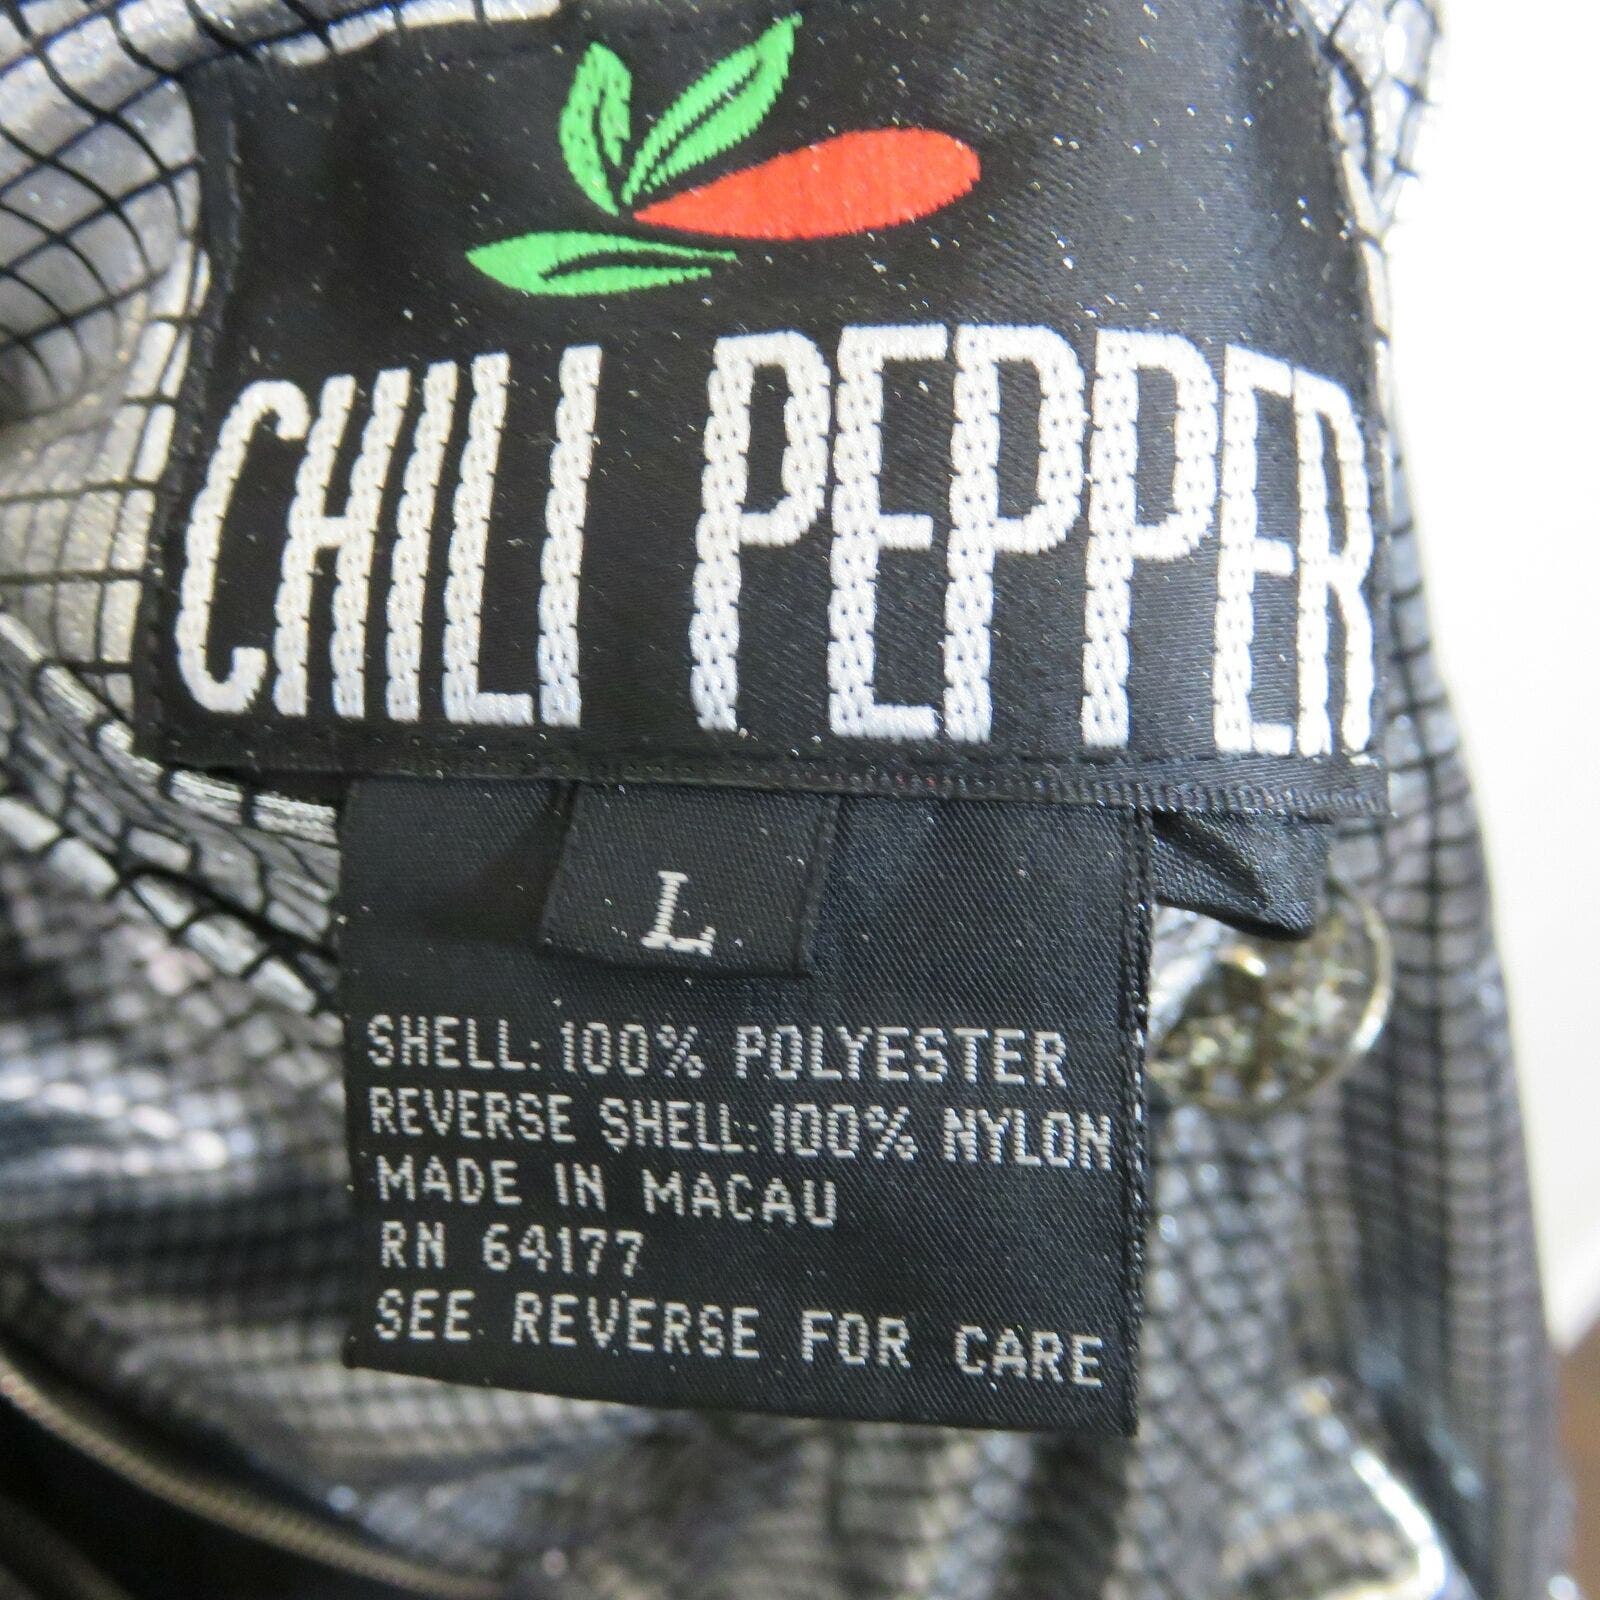 CHILI PEPPER
L
SHELL: 100% POLYESTER
REVERSE SHELL: 100% NYLON
MADE IN MACAU
RN 64177
SEE REVERSE FOR CARE